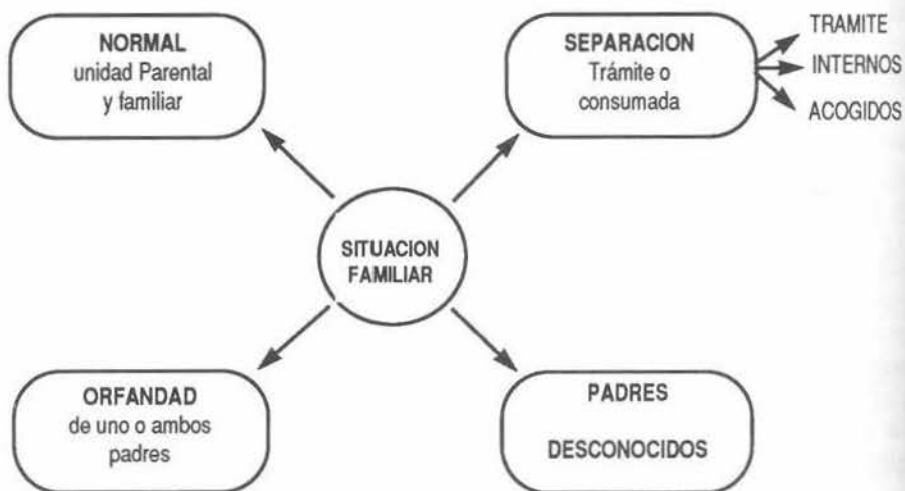 NORMAL
unidad Parental
y familiar
SEPARACION
Trámite o
consumada
TRAMITE
INTERNOS
ACOGIDOS
SITUACION
FAMILIAR
ORFANDAD
de uno o ambos
padres
PADRES
DESCONOCIDOS